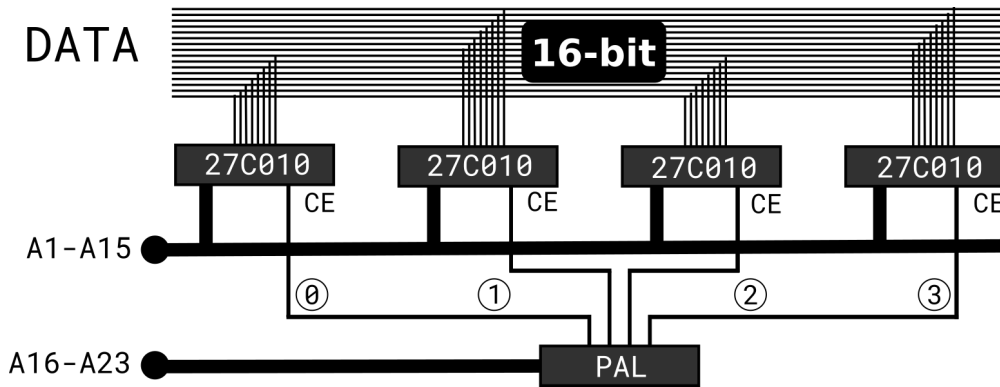 DATA
16-bit
27C010 27C010 27C010 27C010
CE CE CE CE
A1-A15
0 1 2 3
A16-A23
PAL